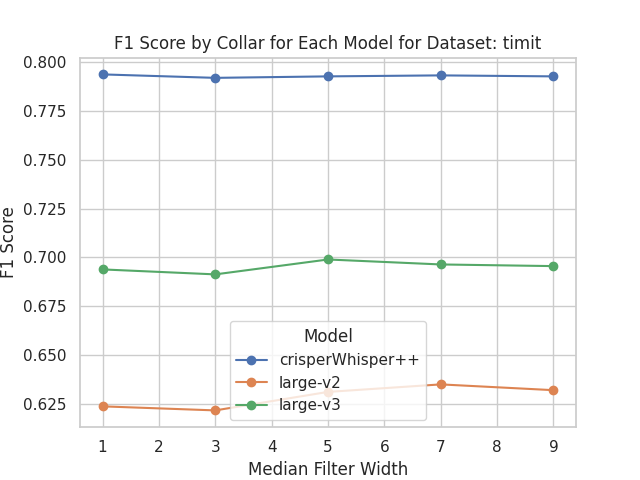 F1 Score by Collar for Each Model for Dataset: timit
0.800
0.775
0.750
0.725
0.700
0.675
0.650
0.625
F1 Score
Model
crisperWhisper++
large-v2
large-v3
1 2 3 4 5 6 7 8 9
Median Filter Width